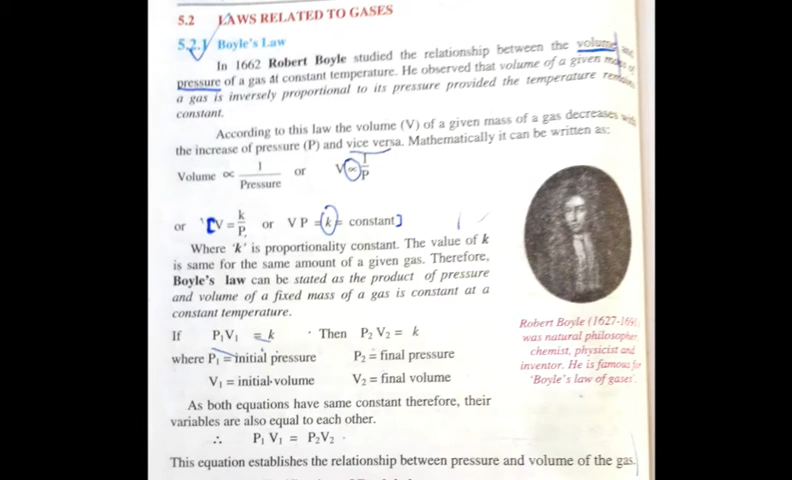 5.2 LAWS RELATED TO GASES
5.2.1 Boyle's Law
In 1662 Robert Boyle studied the relationship between the volume and
pressure of a gas at constant temperature. He observed that volume of a given mass of
a gas is inversely proportional to its pressure provided the temperature remains
constant.
According to this law the volume (V) of a given mass of a gas decreases with
the increase of pressure (P) and vice versa. Mathematically it can be written as:
Volume ∝ 1/Pressure or V ∝ 1/P
or V = k/P or VP = k = constant
Where 'k' is proportionality constant. The value of k
is same for the same amount of a given gas. Therefore,
Boyle's law can be stated as the product of pressure
and volume of a fixed mass of a gas is constant at a
constant temperature.
If P₁V₁ = k Then P₂V₂ = k
where P₁ = initial pressure P₂ = final pressure
V₁ = initial volume V₂ = final volume
As both equations have same constant therefore, their
variables are also equal to each other.
∴ P₁V₁ = P₂V₂
This equation establishes the relationship between pressure and volume of the gas.
Robert Boyle (1627-1691)
was natural philosopher,
chemist, physicist and
inventor. He is famous for
'Boyle's law of gases'.